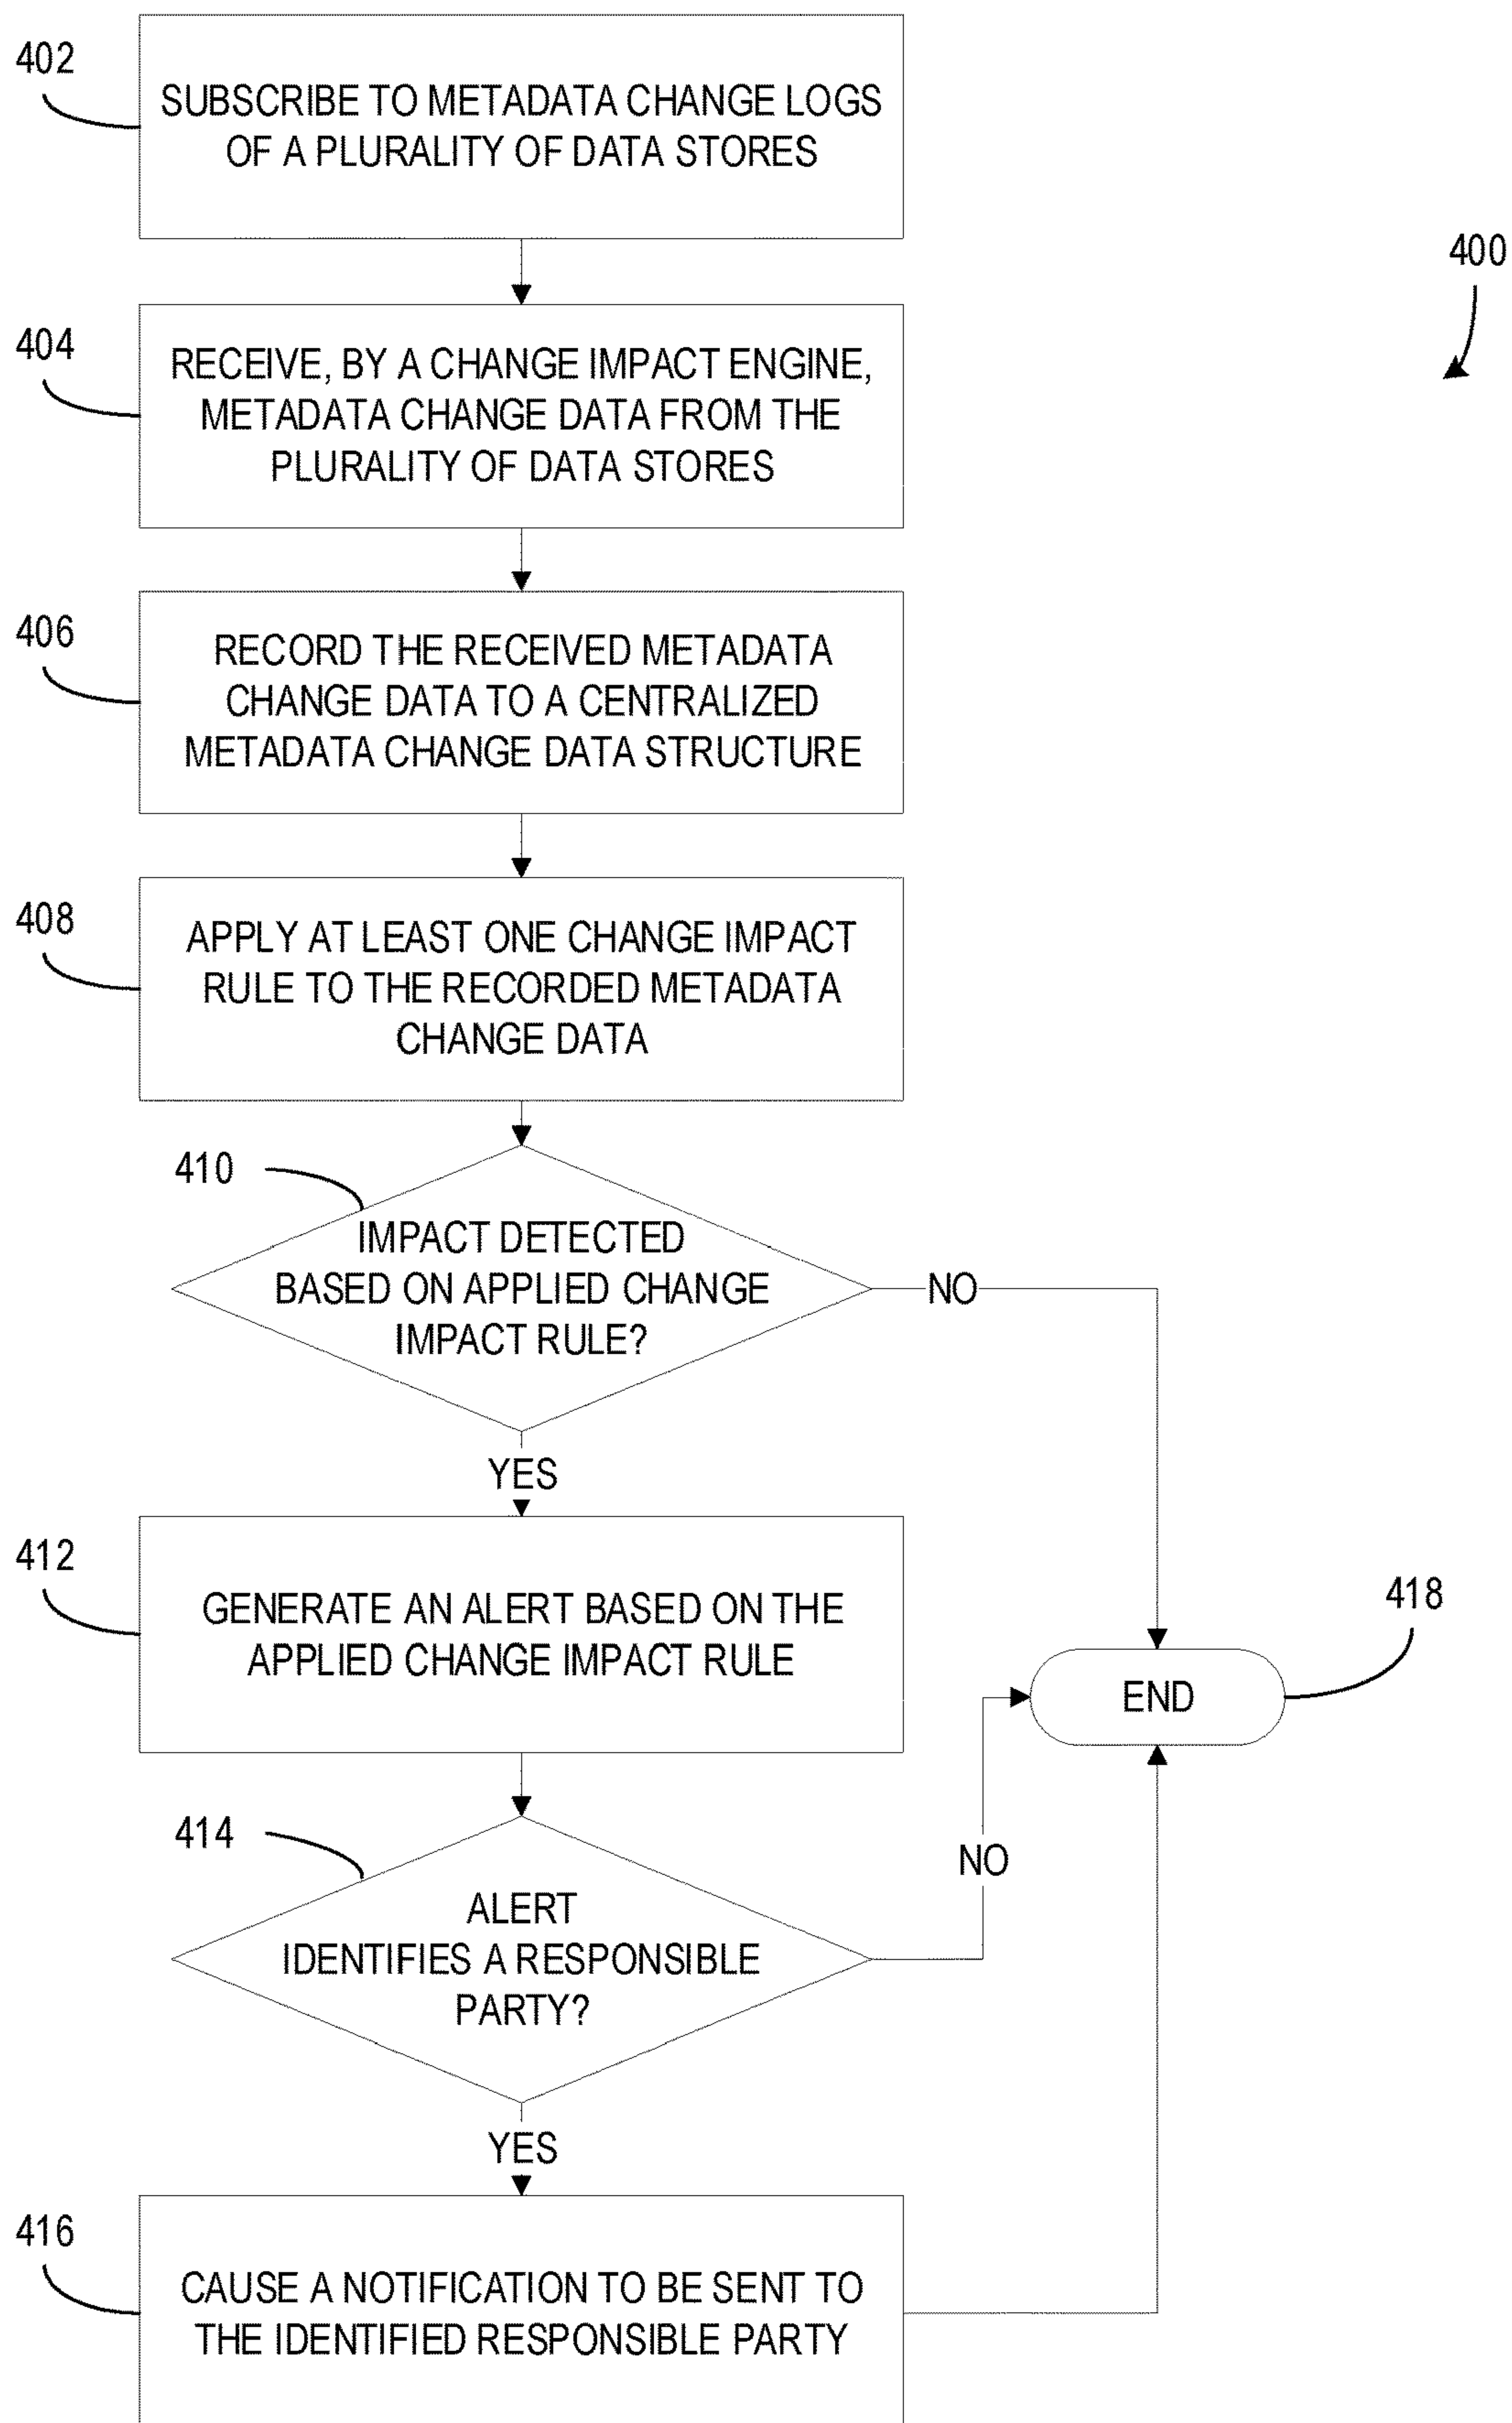 402
SUBSCRIBE TO METADATA CHANGE LOGS
OF A PLURALITY OF DATA STORES
400
404
RECEIVE, BY A CHANGE IMPACT ENGINE,
METADATA CHANGE DATA FROM THE
PLURALITY OF DATA STORES
406
RECORD THE RECEIVED METADATA
CHANGE DATA TO A CENTRALIZED
METADATA CHANGE DATA STRUCTURE
408
APPLY AT LEAST ONE CHANGE IMPACT
RULE TO THE RECORDED METADATA
CHANGE DATA
410
IMPACT DETECTED
BASED ON APPLIED CHANGE
IMPACT RULE?
NO
YES
412
GENERATE AN ALERT BASED ON THE
APPLIED CHANGE IMPACT RULE
418
END
414
ALERT
IDENTIFIES A RESPONSIBLE
PARTY?
NO
YES
416
CAUSE A NOTIFICATION TO BE SENT TO
THE IDENTIFIED RESPONSIBLE PARTY